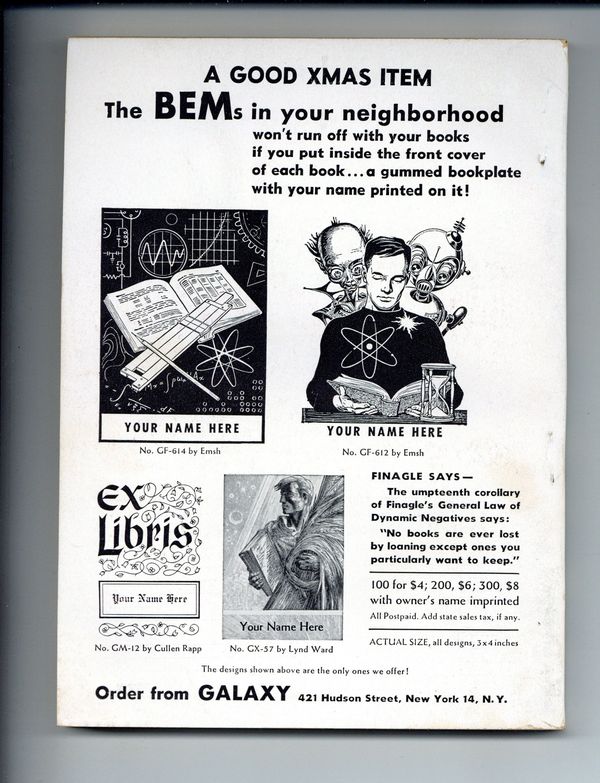 A GOOD XMAS ITEM
The BEMs in your neighborhood
won't run off with your books
if you put inside the front cover
of each book...a gummed bookplate
with your name printed on it!
YOUR NAME HERE
No. GF-614 by Emsh
YOUR NAME HERE
No. GF-612 by Emsh
EX
Libris
Your Name Here
No. GM-12 by Cullen Rapp
Your Name Here
No. GX-57 by Lynd Ward
FINAGLE SAYS—
The umpteenth corollary
of Finagle's General Law of
Dynamic Negatives says:
"No books are ever lost
by loaning except ones you
particularly want to keep."
100 for $4; 200, $6; 300, $8
with owner's name imprinted
All Postpaid. Add state sales tax, if any.
ACTUAL SIZE, all designs, 3 x 4 inches
The designs shown above are the only ones we offer!
Order from GALAXY 421 Hudson Street, New York 14, N.Y.